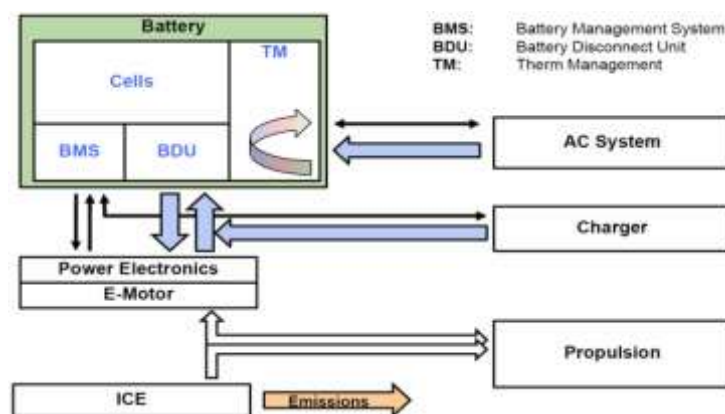 Battery
BMS: Battery Management System
BDU: Battery Disconnect Unit
TM: Therm Management
TM
Cells
BMS
BDU
AC System
Charger
Power Electronics
E-Motor
Propulsion
ICE
Emissions